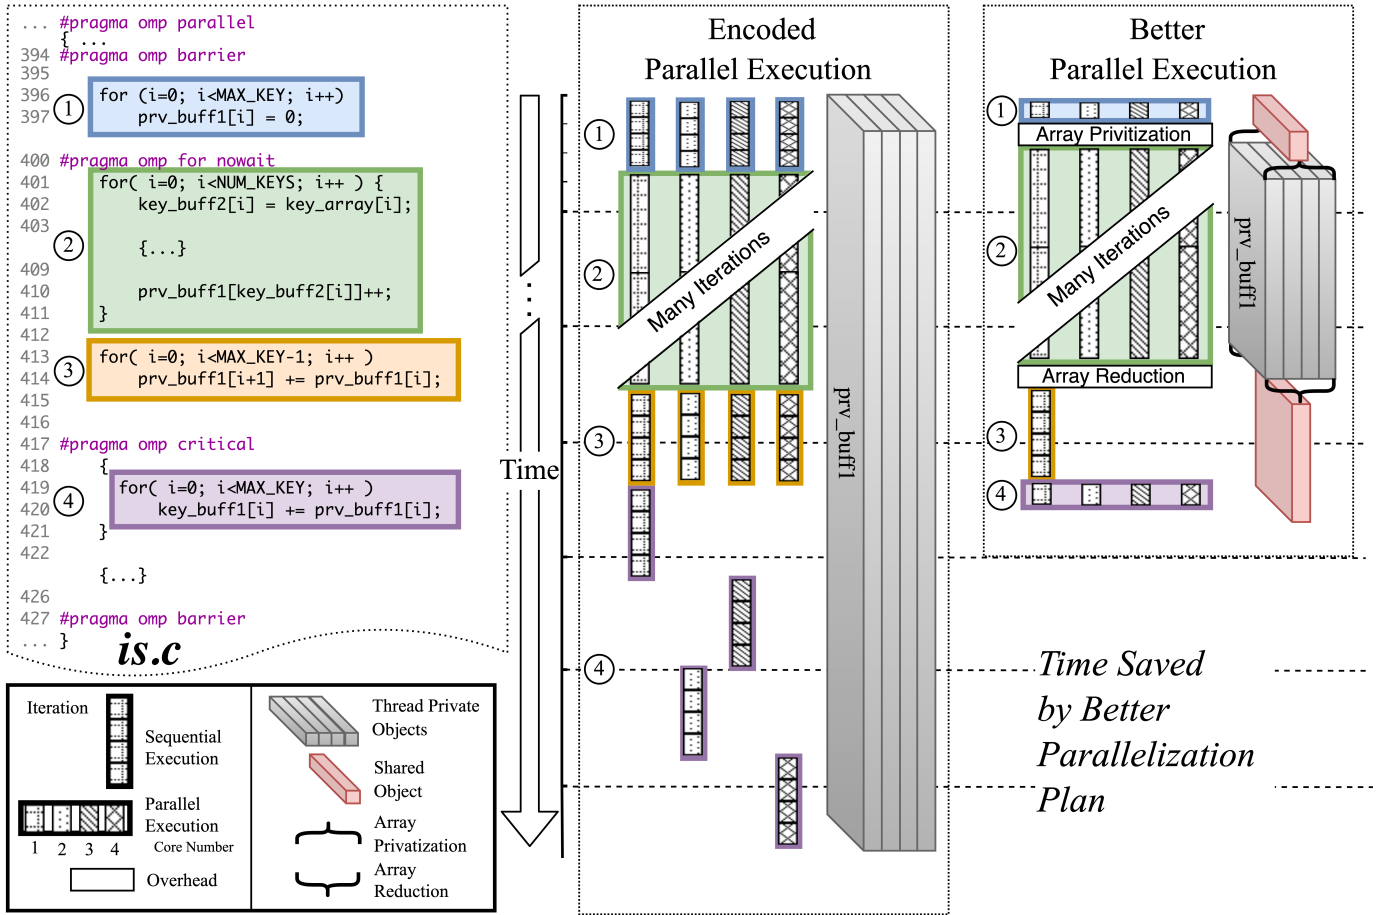 ... #pragma omp parallel
{ ...
394 #pragma omp barrier
395
396 for (i=0; i<MAX_KEY; i++)
1
397 prv_buff1[i] = 0;
400 #pragma omp for nowait
401 for( i=0; i<NUM_KEYS; i++ ) {
402 key_buff2[i] = key_array[i];
403
2 {...}
409
410 prv_buff1[key_buff2[i]]++;
411 }
412
413 for( i=0; i<MAX_KEY-1; i++ )
3
414 prv_buff1[i+1] += prv_buff1[i];
415
416
417 #pragma omp critical
418 {
419 for( i=0; i<MAX_KEY; i++ )
4
420 key_buff1[i] += prv_buff1[i];
421 }
422
{...}
426
427 #pragma omp barrier
... }
is.c
Iteration
Sequential
Execution
Parallel
Execution
1 2 3 4 Core Number
Overhead
Thread Private
Objects
Shared
Object
Array
Privatization
Array
Reduction
Time
Encoded
Parallel Execution
1
2
Many Iterations
3
4
prv_buff1
Better
Parallel Execution
1
Array Privitization
2
Many Iterations
Array Reduction
3
4
prv_buff1
Time Saved
by Better
Parallelization
Plan